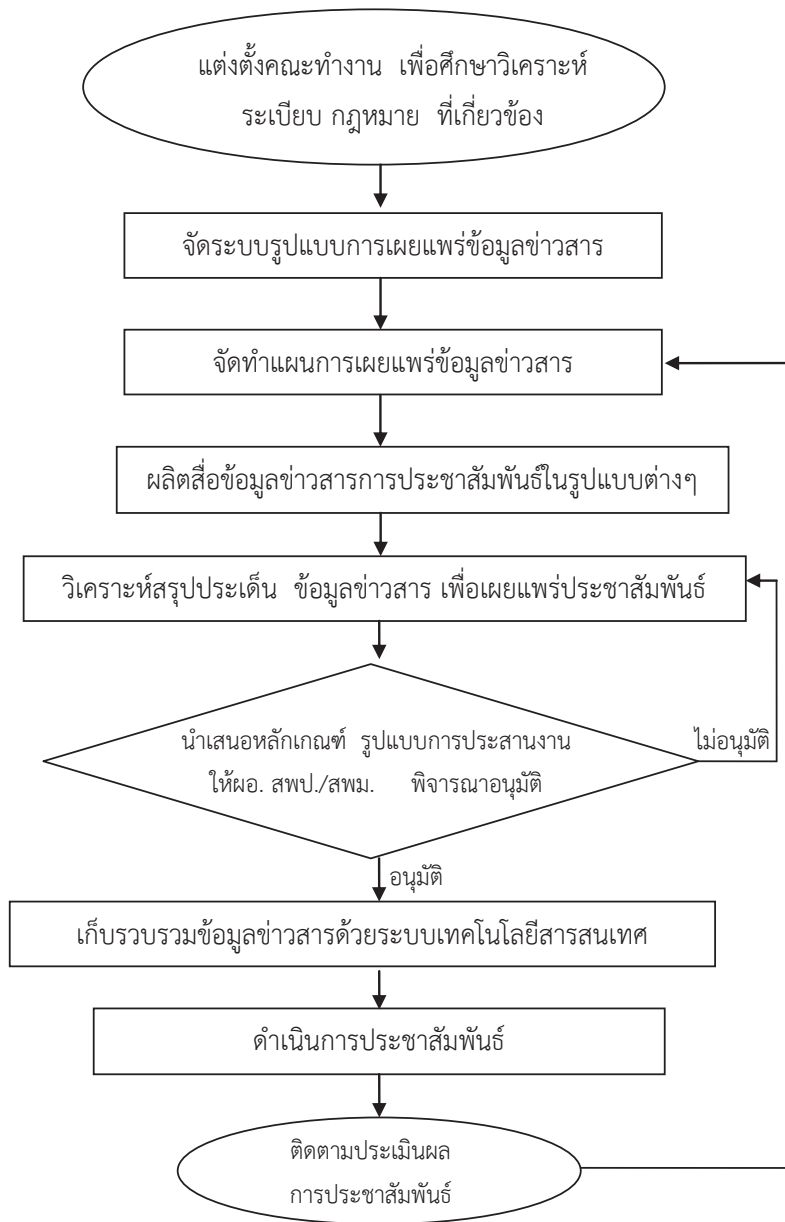 แต่งตั้งคณะทำงาน เพื่อศึกษาวิเคราะห์
ระเบียบ กฎหมาย ที่เกี่ยวข้อง
จัดระบบรูปแบบการเผยแพร่ข้อมูลข่าวสาร
จัดทำแผนการเผยแพร่ข้อมูลข่าวสาร
ผลิตสื่อข้อมูลข่าวสารการประชาสัมพันธ์ในรูปแบบต่างๆ
วิเคราะห์สรุปประเด็น ข้อมูลข่าวสาร เพื่อเผยแพร่ประชาสัมพันธ์
นำเสนอหลักเกณฑ์ รูปแบบการประสานงาน
ให้ผอ. สพป./สพม. พิจารณาอนุมัติ
ไม่อนุมัติ
อนุมัติ
เก็บรวบรวมข้อมูลข่าวสารด้วยระบบเทคโนโลยีสารสนเทศ
ดำเนินการประชาสัมพันธ์
ติดตามประเมินผล
การประชาสัมพันธ์